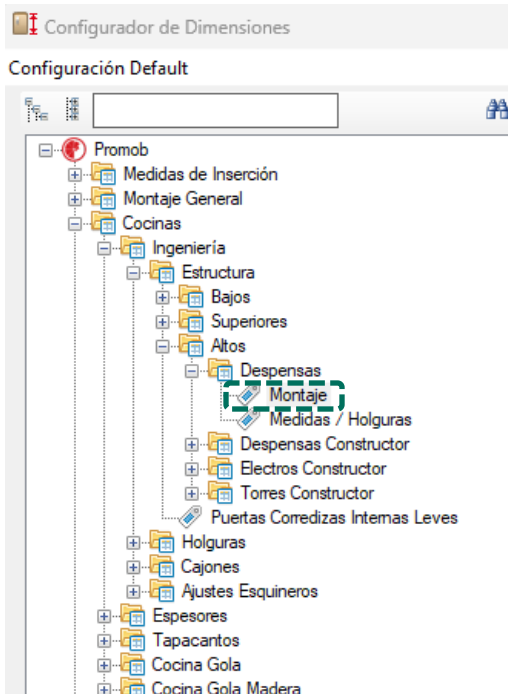 Configurador de Dimensiones
Configuración Default
Promob
Medidas de Inserción
Montaje General
Cocinas
Ingeniería
Estructura
Bajos
Superiores
Altos
Despensas
Montaje
Medidas / Holguras
Despensas Constructor
Electros Constructor
Torres Constructor
Puertas Corredizas Internas Leves
Holguras
Cajones
Ajustes Esquineros
Espesores
Tapacantos
Cocina Gola
Cocina Gola Madera